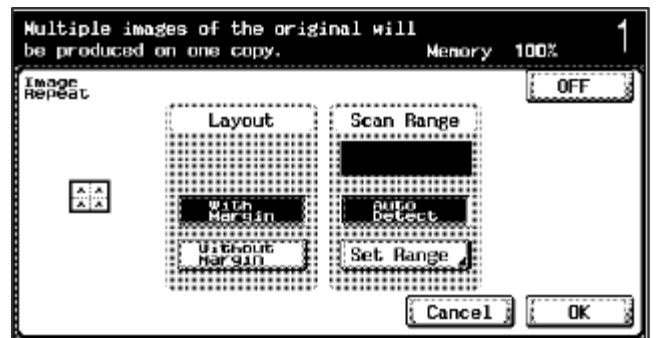 Multiple images of the original will
be produced on one copy.
Memory 100%
1
Image
Repeat
OFF
Layout
Scan Range
With
Margin
Auto
Detect
Without
Margin
Set Range
Cancel
OK